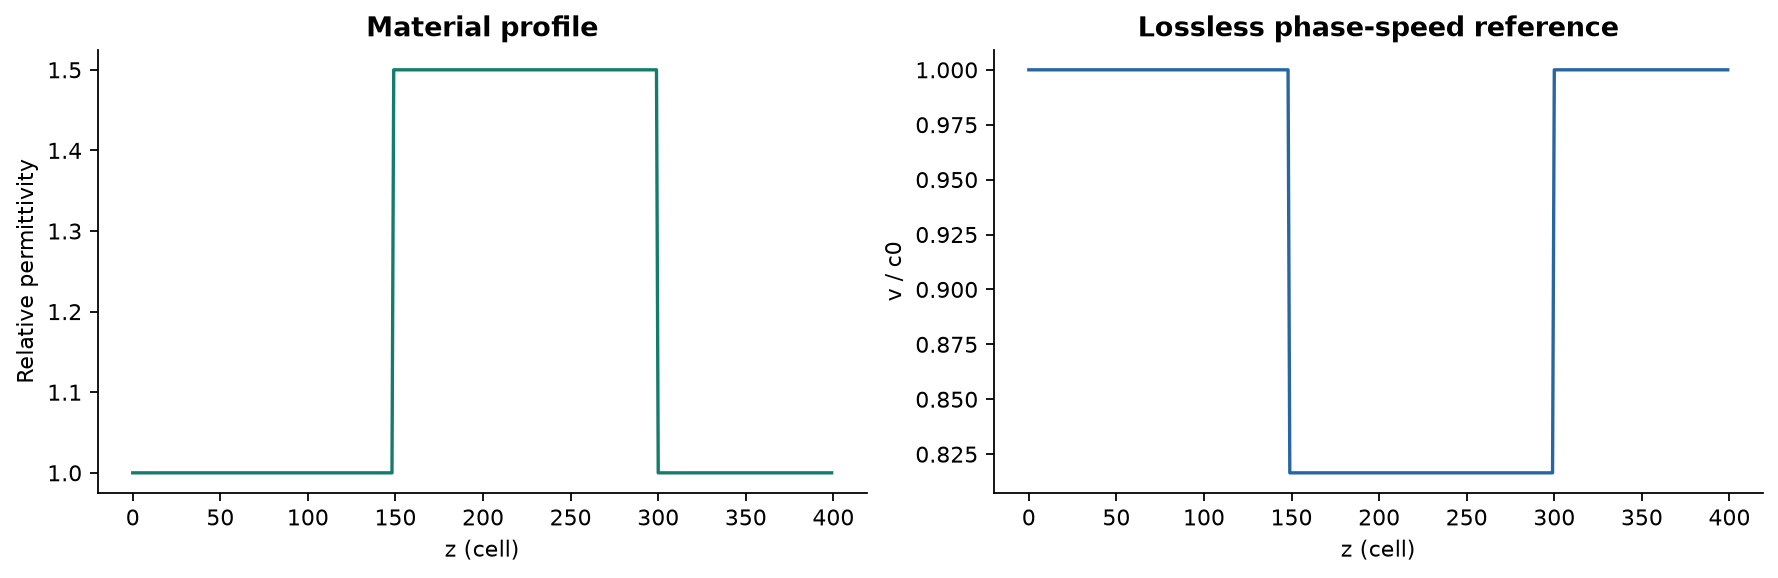 Material profile
Relative permittivity
1.5
1.4
1.3
1.2
1.1
1.0
0 50 100 150 200 250 300 350 400
z (cell)
Lossless phase-speed reference
v / c0
1.000
0.975
0.950
0.925
0.900
0.875
0.850
0.825
0 50 100 150 200 250 300 350 400
z (cell)